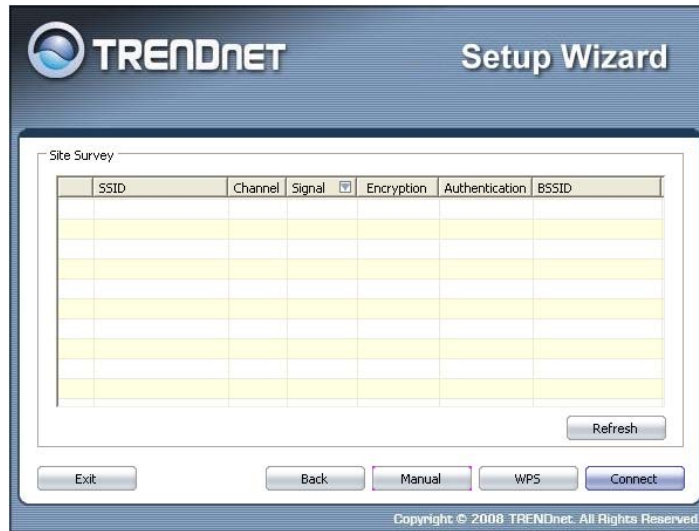 TRENDNET
Setup Wizard
Site Survey
SSID Channel Signal Encryption Authentication BSSID
Refresh
Exit Back Manual WPS Connect
Copyright © 2008 TRENDnet. All Rights Reserved